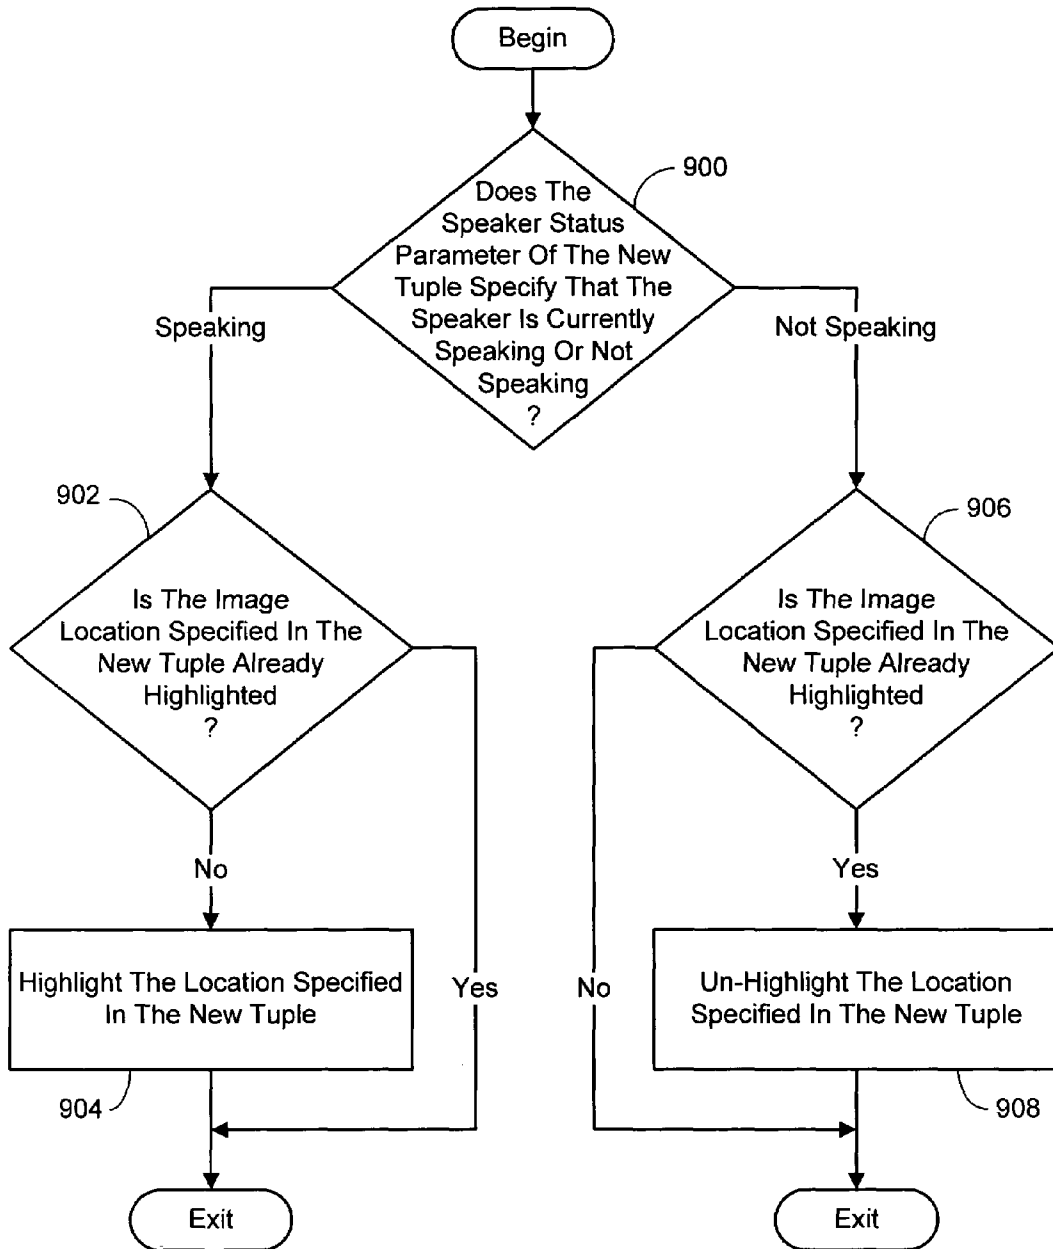 Begin
900
Does The
Speaker Status
Parameter Of The New
Tuple Specify That The
Speaker Is Currently
Speaking Or Not
Speaking
?
Speaking
Not Speaking
902
Is The Image
Location Specified In The
New Tuple Already
Highlighted
?
906
Is The Image
Location Specified In The
New Tuple Already
Highlighted
?
No
Yes
Highlight The Location Specified
In The New Tuple
Yes
No
Un-Highlight The Location
Specified In The New Tuple
904
908
Exit
Exit